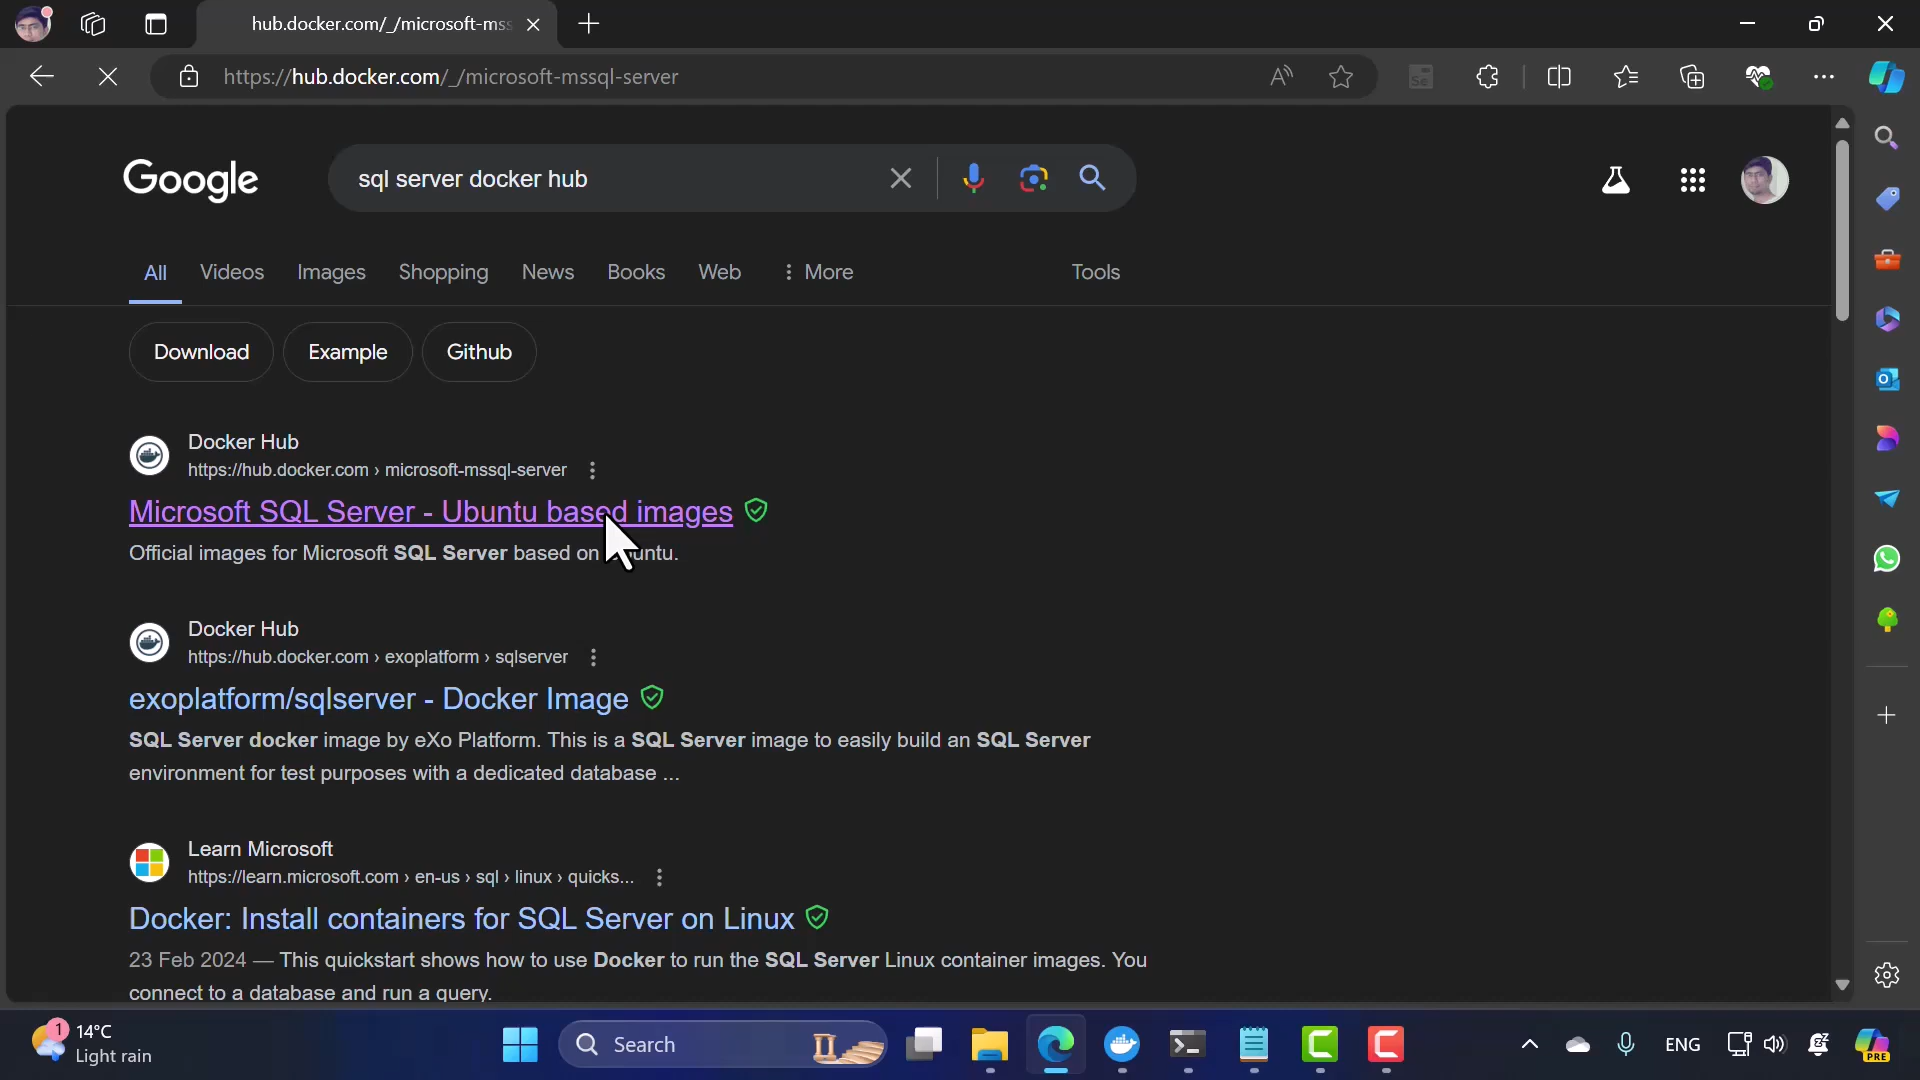 hub.docker.com/_/microsoft-mss
https://hub.docker.com/_/microsoft-mssql-server
Google
sql server docker hub
All
Videos
Images
Shopping
News
Books
Web
More
Tools
Download
Example
Github
Docker Hub
https://hub.docker.com › microsoft-mssql-server
Microsoft SQL Server - Ubuntu based images
Official images for Microsoft SQL Server based on
Docker Hub
https://hub.docker.com › exoplatform › sqlserver
exoplatform/sqlserver - Docker Image
SQL Server docker image by eXo Platform. This is a SQL Server image to easily build an SQL Server
environment for test purposes with a dedicated database ...
Learn Microsoft
https://learn.microsoft.com › en-us › sql › linux › quicks...
Docker: Install containers for SQL Server on Linux
23 Feb 2024 — This quickstart shows how to use Docker to run the SQL Server Linux container images. You
connect to a database and run a query.
1
14°C
Light rain
Search
ENG
PRE